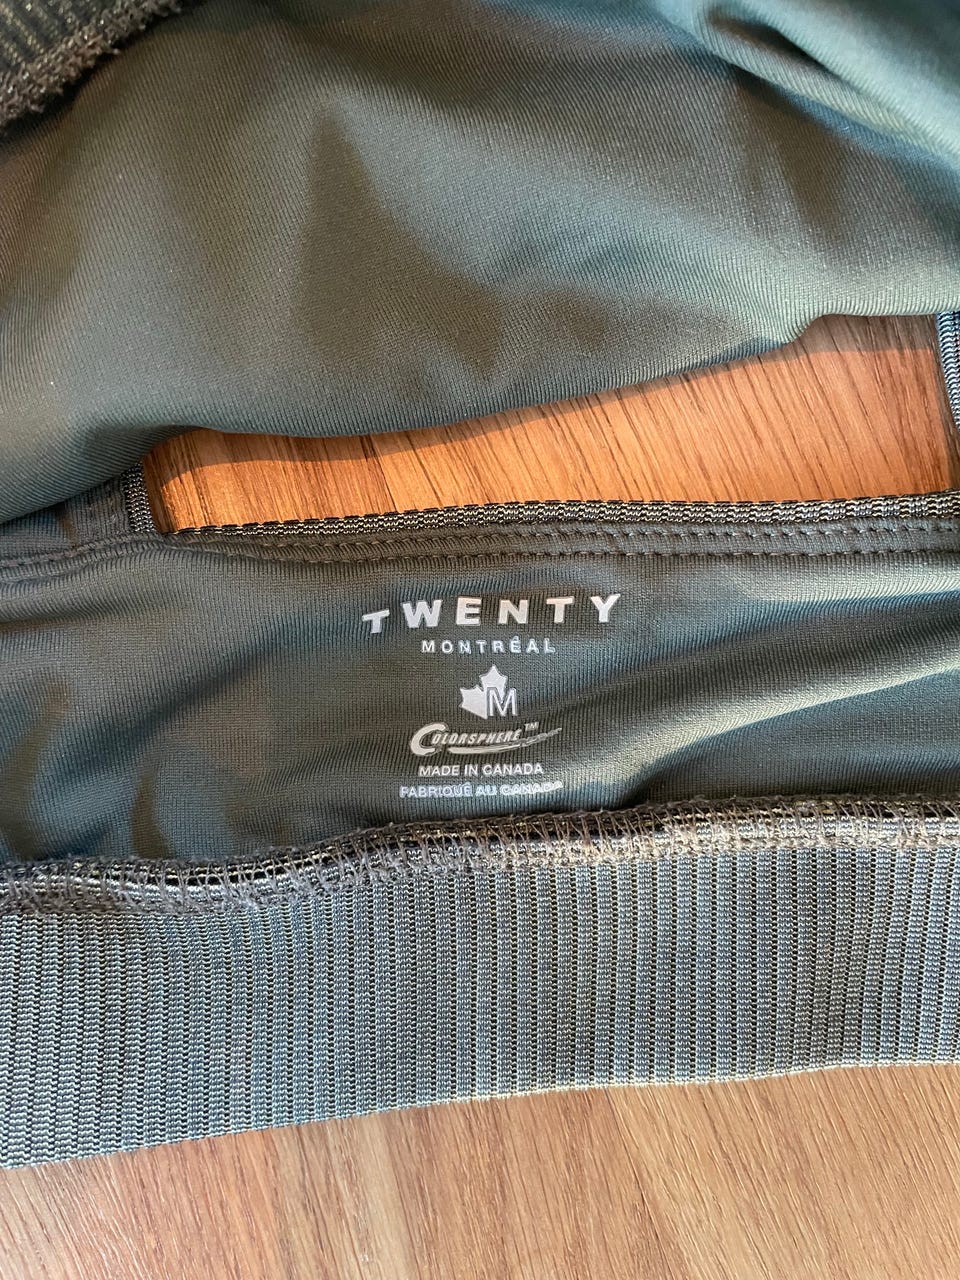 TWENTY
MONTRÉAL
M
COLORSPHERE™
MADE IN CANADA
FABRIQUÉ AU CANADA